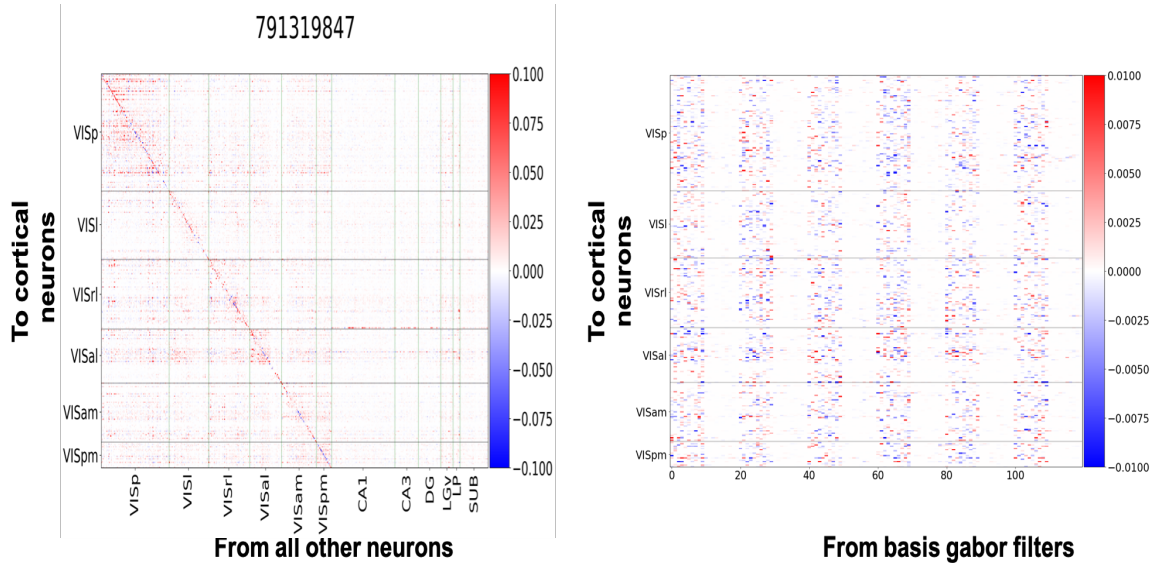 791319847
To cortical
neurons
VISp
VISl
VISrl
VISal
VISam
VISpm
0.100
0.075
0.050
0.025
0.000
−0.025
−0.050
−0.075
−0.100
VISp
VISl
VISrl
VISal
VISam
VISpm
CA1
CA3
DG
LGv
LP
SUB
From all other neurons
To cortical
neurons
VISp
VISl
VISrl
VISal
VISam
VISpm
0.0100
0.0075
0.0050
0.0025
0.0000
−0.0025
−0.0050
−0.0075
−0.0100
0 20 40 60 80 100
From basis gabor filters